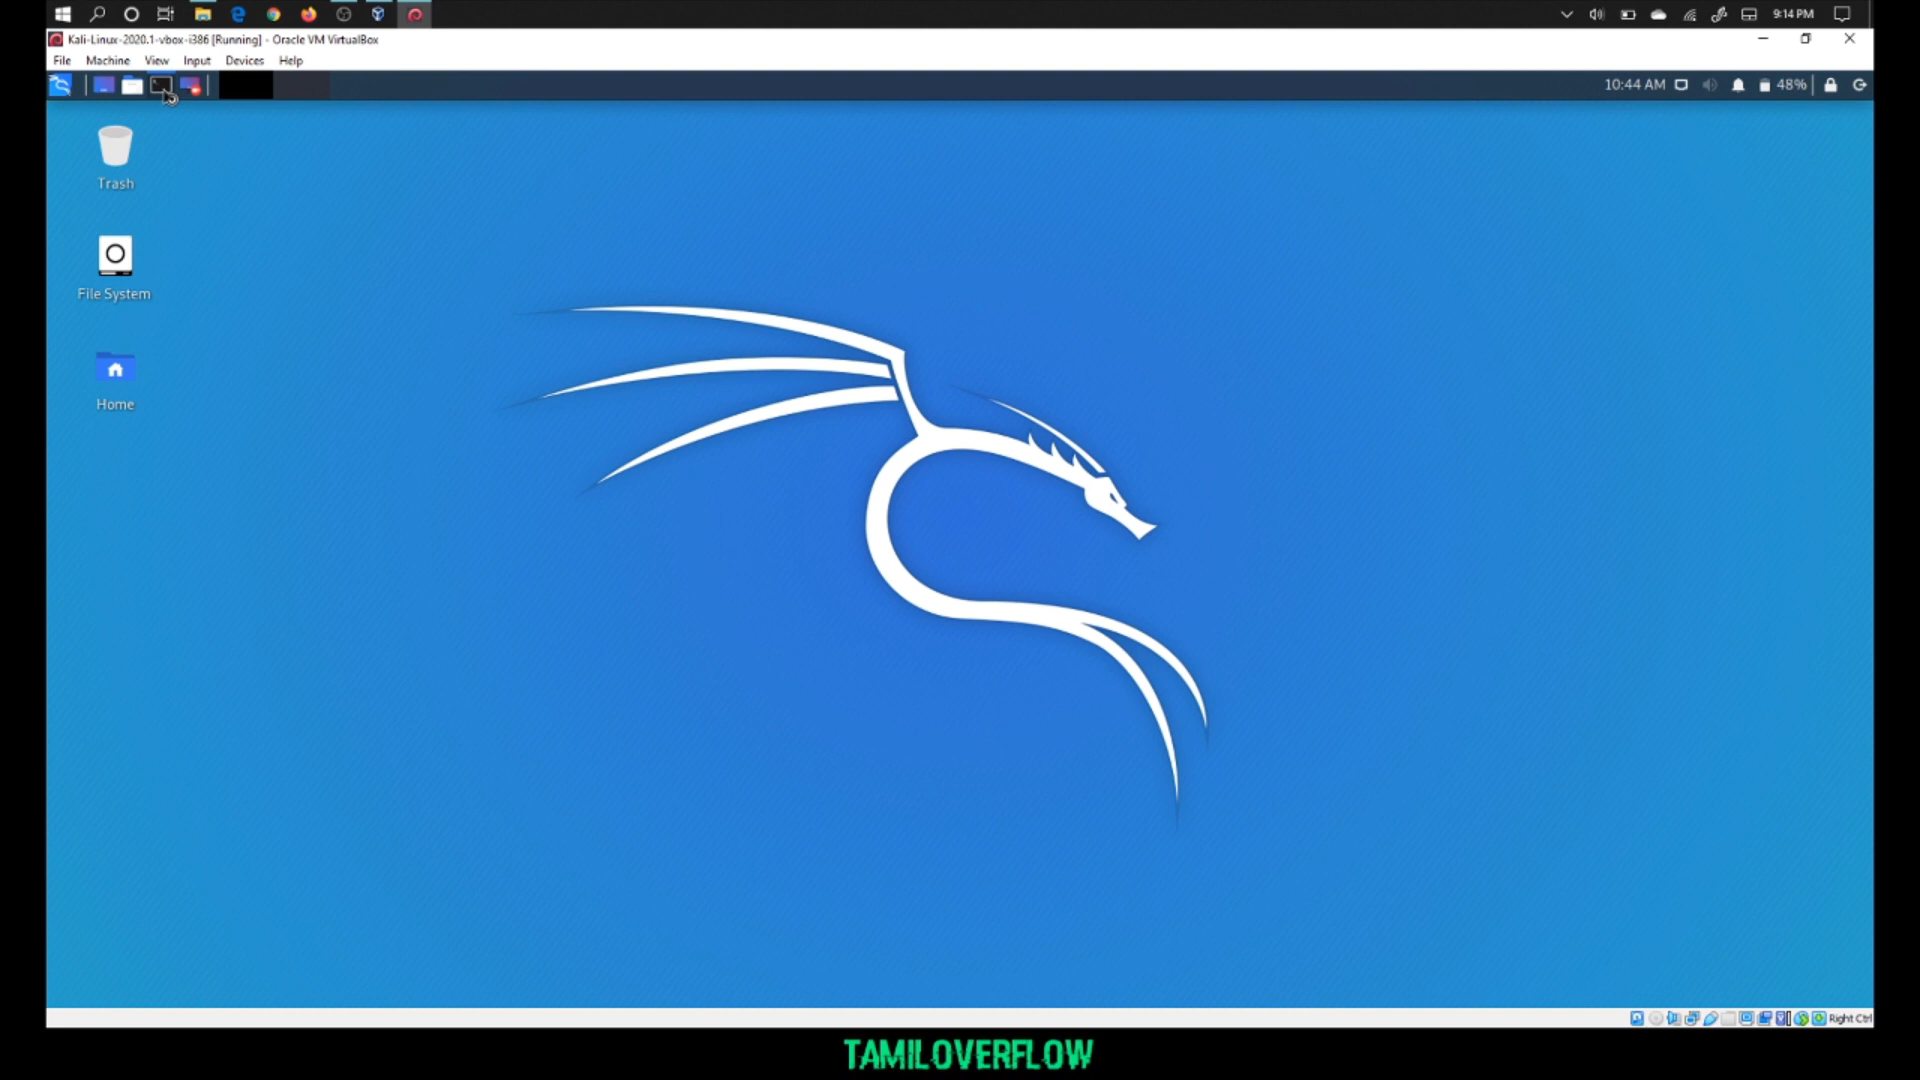 9:14 PM
Kali-Linux-2020.1-vbox-i386 [Running] - Oracle VM VirtualBox
File Machine View Input Devices Help
10:44 AM 48%
Trash
File System
Home
Right Ctrl
TAMILOVERFLOW